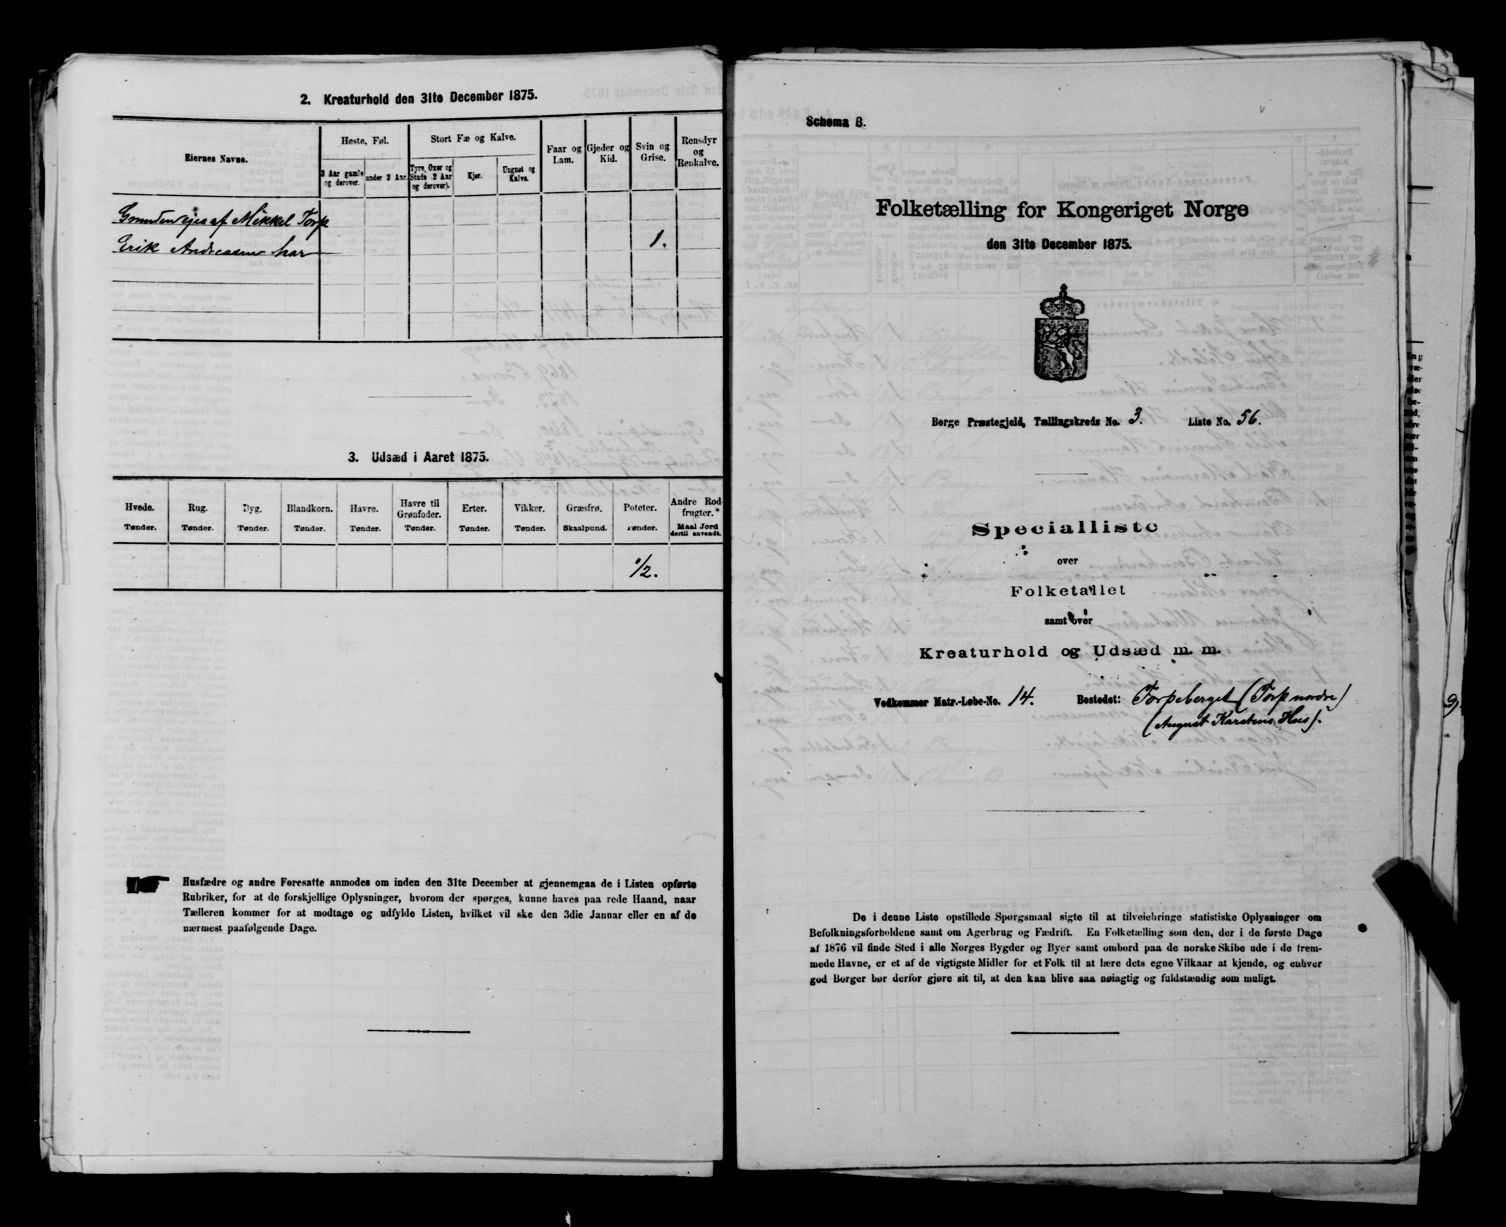 2. Kreaturhold den 31te December 1875.
Eiernes Navne.
Heste, Føl.
3 Aar gamle og derover.
under 3 Aar.
Stort Fæ og Kalve.
Tyre, Oxer og Stude 2 Aar og derover).
Kjør.
Ungnøt og Kalve.
Faar og Lam.
Gjeder og Kid.
Svin og Grise.
Rensdyr og Renkalve.
Grunden ejes af Mikkel Torp
Erik Andreasen har 1.
3. Udsæd i Aaret 1875.
Hvede. Rug. Byg. Blandkorn. Havre. Havre til Grønfoder. Erter. Vikker. Græsfrø. Poteter. Andre Rodfrugter.*
Tønder. Tønder. Tønder. Tønder. Tønder. Tønder. Tønder. Tønder. Skaalpund. Tønder. Maal Jord dertil anvendt.
1/2.
Husfædre og andre Foresatte anmodes om inden den 31te December at gjennemgaa de i Listen opførte
Rubriker, for at de forskjellige Oplysninger, hvorom der spørges, kunne haves paa rede Haand, naar
Tælleren kommer for at modtage og udfylde Listen, hvilket vil ske den 3die Januar eller en af de
nærmest paafølgende Dage.
Schema B.
Folketælling for Kongeriget Norge
den 31te December 1875.
Borge Præstegjeld, Tællingskreds No. 3. Liste No. 56.
Specialliste
over
Folketallet
samt over
Kreaturhold og Udsæd m. m.
Vedkommer Matr.-Løbe-No. 14. Bostedet: Torpeberget (Torp nordre)
(August Karstens Hus).
De i denne Liste opstillede Spørgsmaal sigte til at tilveiebringe statistiske Oplysninger om
Befolkningsforholdene samt om Agerbrug og Fædrift. En Folketælling som den, der i de første Dage
af 1876 vil finde Sted i alle Norges Bygder og Byer samt ombord paa de norske Skibe ude i de frem-
mede Havne, er et af de vigtigste Midler for et Folk til at lære dets egne Vilkaar at kjende, og enhver
god Borger bør derfor gjøre sit til, at den kan blive saa nøiagtig og fuldstændig som muligt.